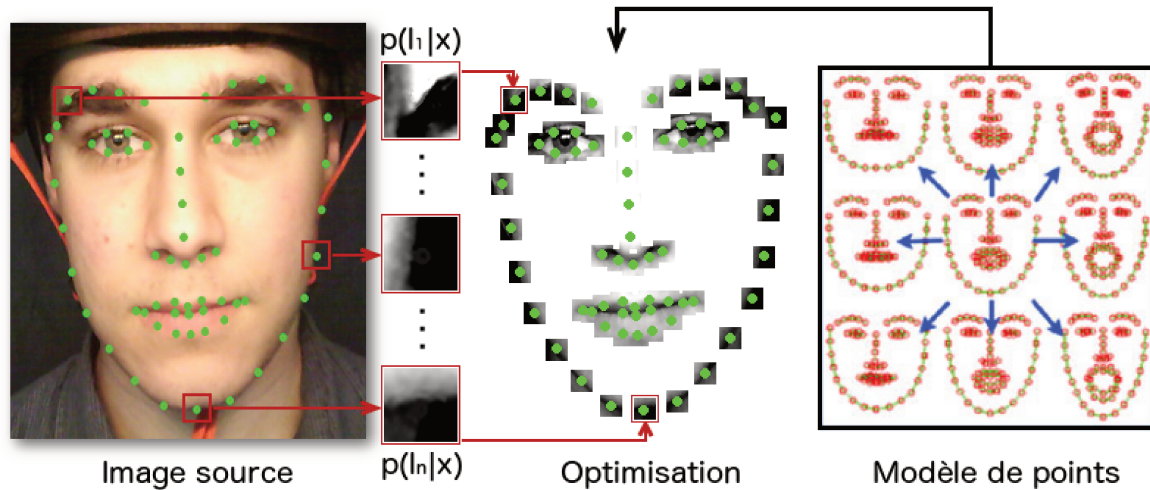 p(l₁|x)
p(lₙ|x)
Image source
Optimisation
Modèle de points